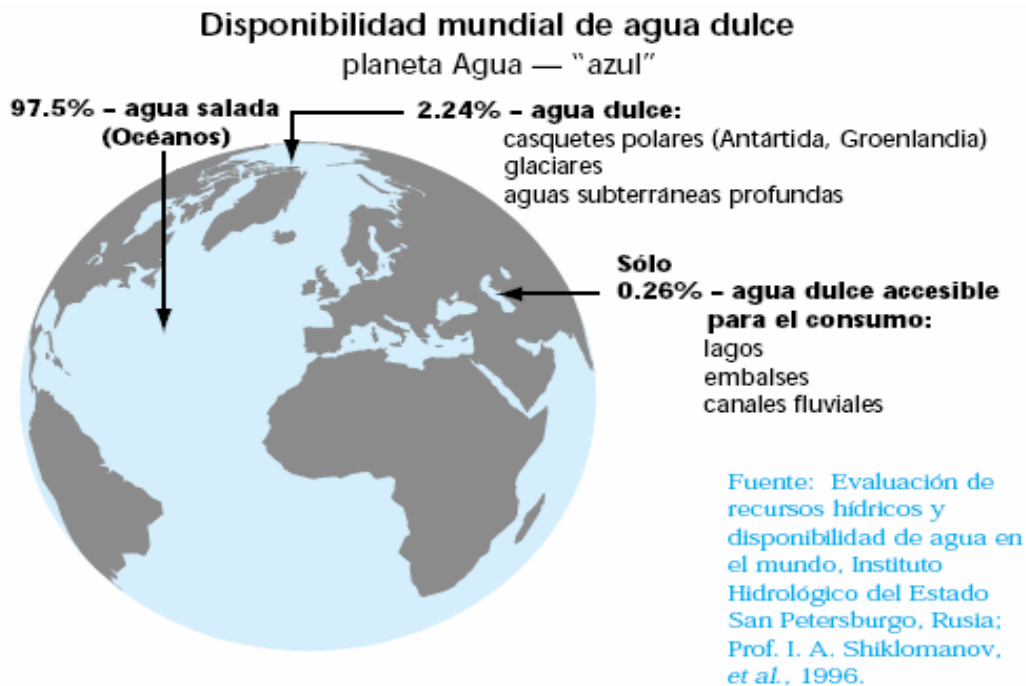 Disponibilidad mundial de agua dulce
planeta Agua — “azul”
97.5% – agua salada
(Océanos)
2.24% – agua dulce:
casquetes polares (Antártida, Groenlandia)
glaciares
aguas subterráneas profundas
Sólo
0.26% – agua dulce accesible
para el consumo:
lagos
embalses
canales fluviales
Fuente: Evaluación de
recursos hídricos y
disponibilidad de agua en
el mundo, Instituto
Hidrológico del Estado
San Petersburgo, Rusia;
Prof. I. A. Shiklomanov,
et al., 1996.